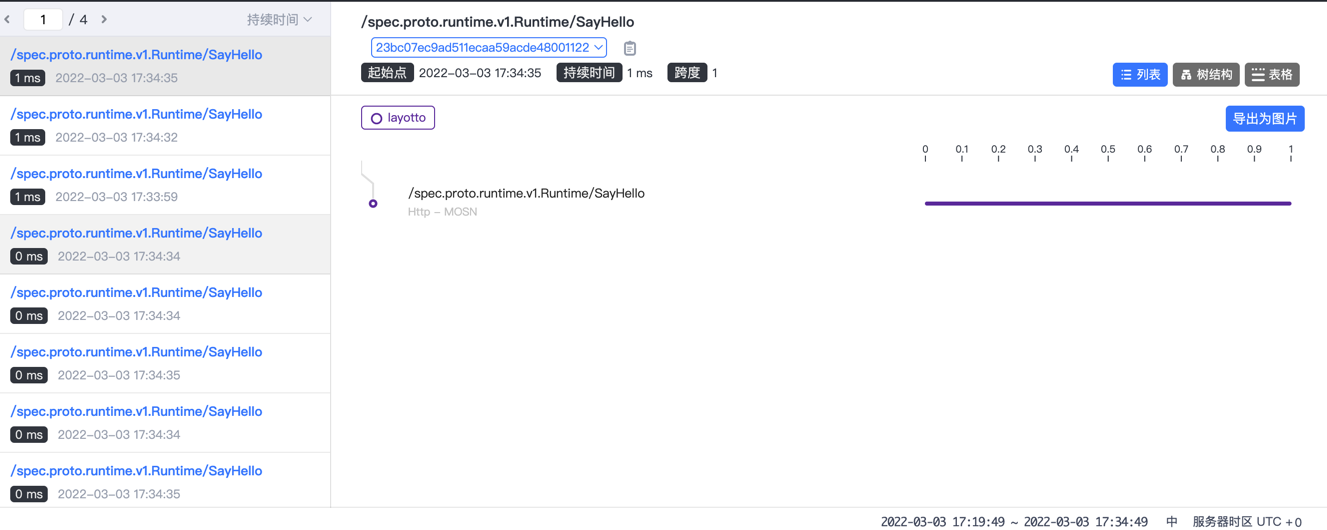 1 / 4 持续时间
/spec.proto.runtime.v1.Runtime/SayHello
1 ms 2022-03-03 17:34:35
/spec.proto.runtime.v1.Runtime/SayHello
1 ms 2022-03-03 17:34:32
/spec.proto.runtime.v1.Runtime/SayHello
1 ms 2022-03-03 17:33:59
/spec.proto.runtime.v1.Runtime/SayHello
0 ms 2022-03-03 17:34:34
/spec.proto.runtime.v1.Runtime/SayHello
0 ms 2022-03-03 17:34:34
/spec.proto.runtime.v1.Runtime/SayHello
0 ms 2022-03-03 17:34:35
/spec.proto.runtime.v1.Runtime/SayHello
0 ms 2022-03-03 17:34:34
/spec.proto.runtime.v1.Runtime/SayHello
0 ms 2022-03-03 17:34:35
/spec.proto.runtime.v1.Runtime/SayHello
23bc07ec9ad511ecaa59acde48001122
起始点 2022-03-03 17:34:35 持续时间 1 ms 跨度 1
列表 树结构 表格
layotto
导出为图片
0 0.1 0.2 0.3 0.4 0.5 0.6 0.7 0.8 0.9 1
/spec.proto.runtime.v1.Runtime/SayHello
Http - MOSN
2022-03-03 17:19:49 ~ 2022-03-03 17:34:49 中 服务器时区 UTC +0